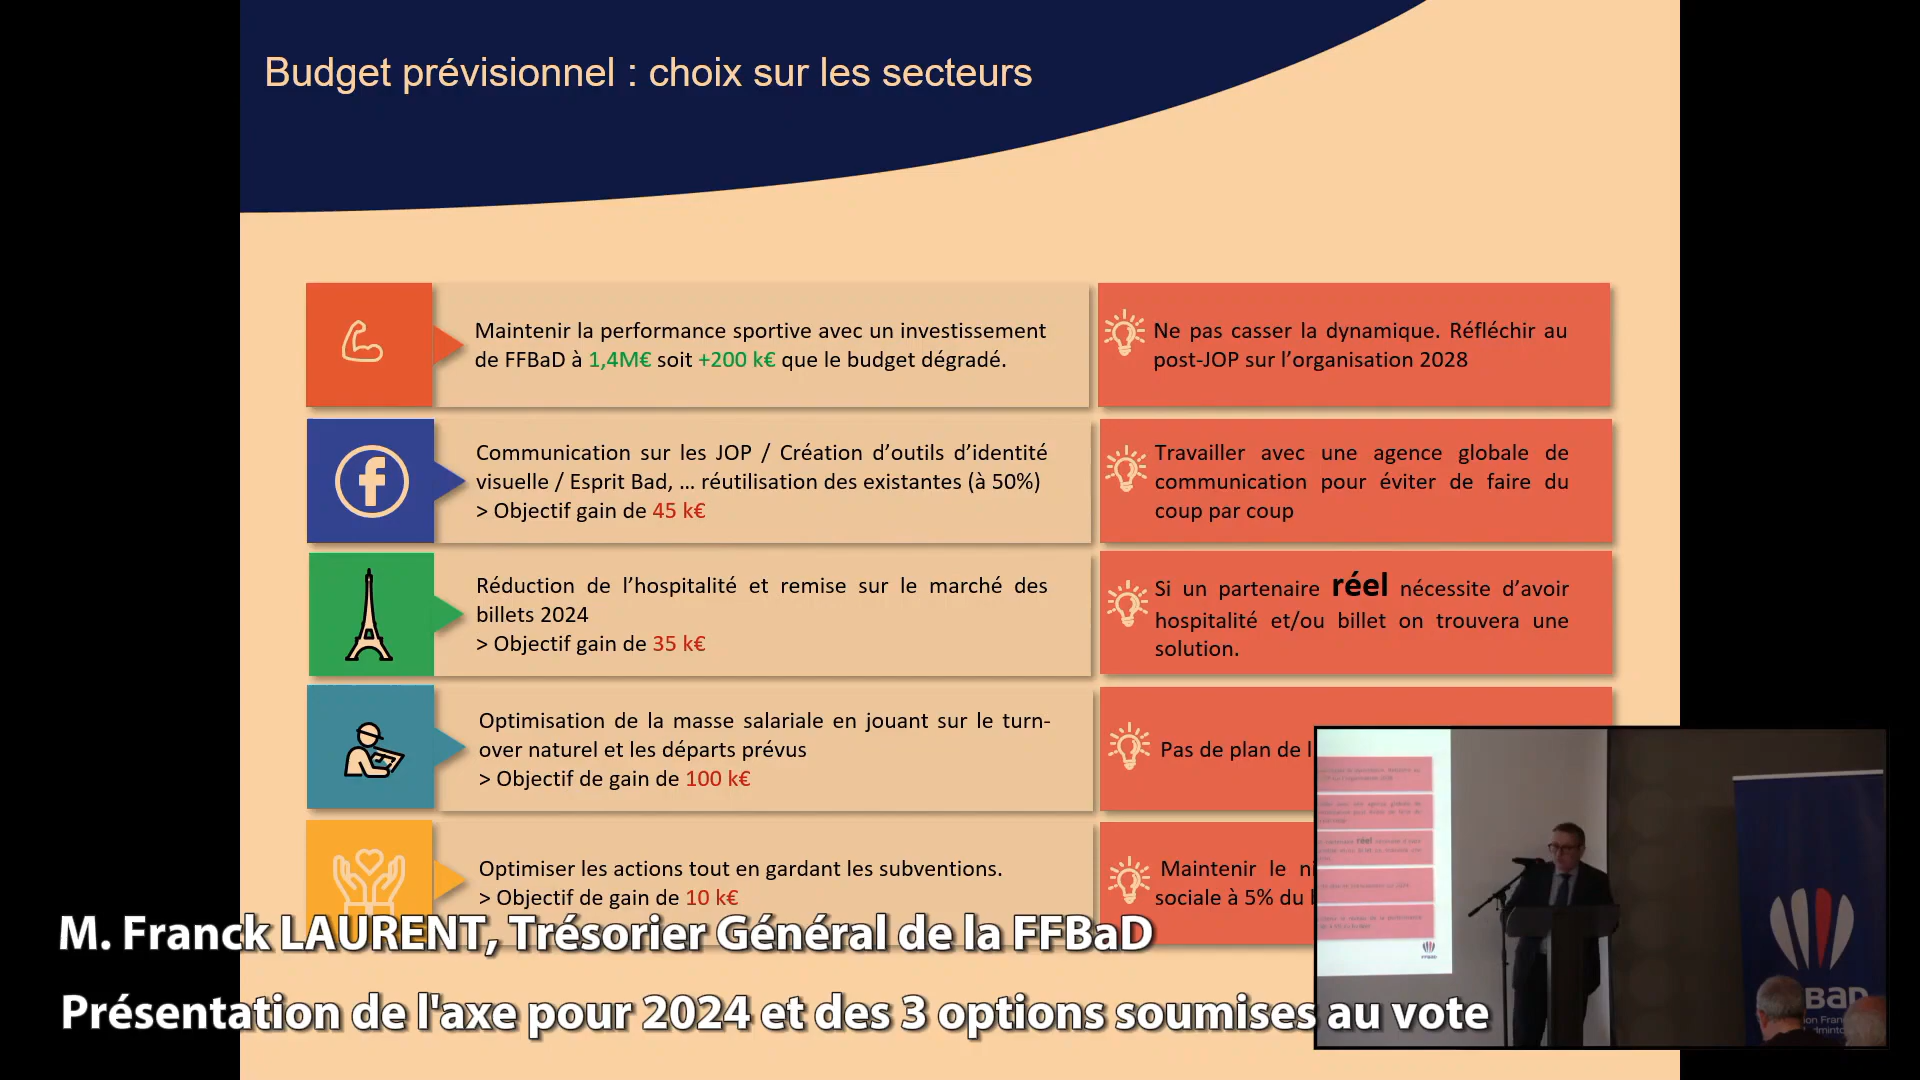 Budget prévisionnel : choix sur les secteurs
Maintenir la performance sportive avec un investissement
de FFBaD à 1,4M€ soit +200 k€ que le budget dégradé.
Ne pas casser la dynamique. Réfléchir au
post-JOP sur l’organisation 2028
Communication sur les JOP / Création d’outils d’identité
visuelle / Esprit Bad, … réutilisation des existantes (à 50%)
> Objectif gain de 45 k€
Travailler avec une agence globale de
communication pour éviter de faire du
coup par coup
Réduction de l’hospitalité et remise sur le marché des
billets 2024
> Objectif gain de 35 k€
Si un partenaire réel nécessite d’avoir
hospitalité et/ou billet on trouvera une
solution.
Optimisation de la masse salariale en jouant sur le turn-
over naturel et les départs prévus
> Objectif de gain de 100 k€
Pas de plan de
Optimiser les actions tout en gardant les subventions.
> Objectif de gain de 10 k€
Maintenir le
sociale à 5% du
M. Franck LAURENT, Trésorier Général de la FFBaD
Présentation de l'axe pour 2024 et des 3 options soumises au vote
réel